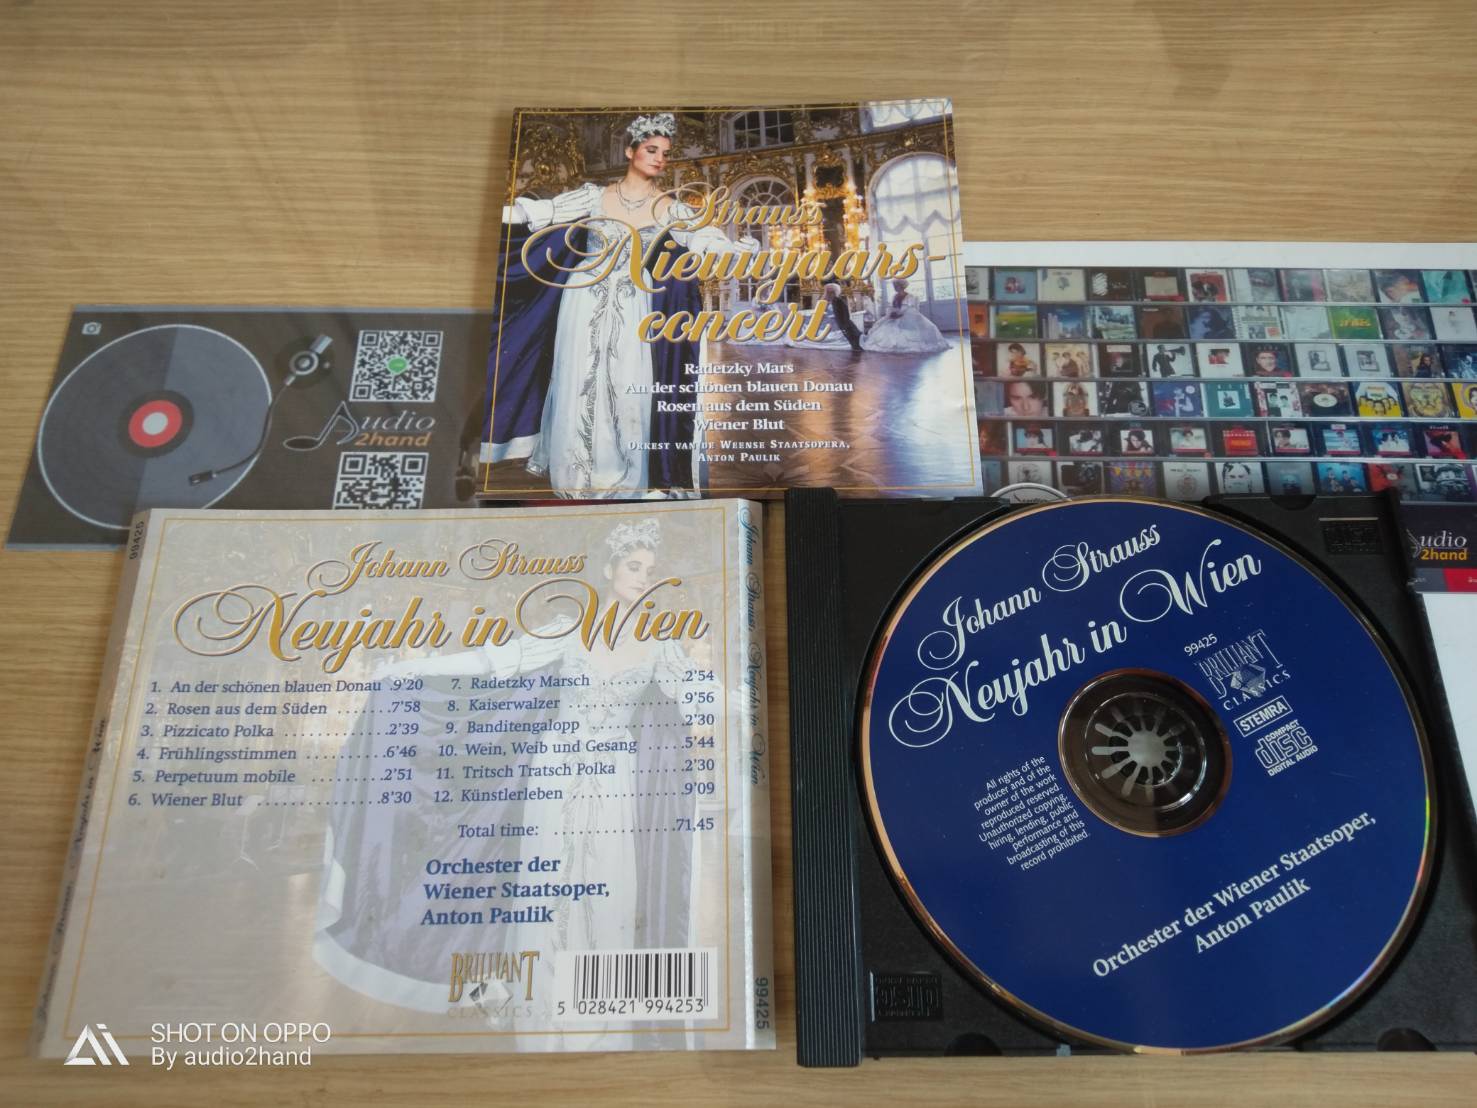 Strauss
Nieuwjaars-
concert
Radetzky Mars
An der schönen blauen Donau
Rosen aus dem Süden
Wiener Blut
Orkest van de Weense Staatsopera,
Anton Paulik
Audio
2hand
99425
Johann Strauss
Neujahr in Wien
1. An der schönen blauen Donau .9'20
2. Rosen aus dem Süden .......7'58
3. Pizzicato Polka ............2'39
4. Frühlingsstimmen ..........6'46
5. Perpetuum mobile ........2'51
6. Wiener Blut .............8'30
7. Radetzky Marsch .........2'54
8. Kaiserwalzer .............9'56
9. Banditengalopp ...........2'30
10. Wein, Weib und Gesang .....5'44
11. Tritsch Tratsch Polka .......2'30
12. Künstlerleben .............9'09
Total time: .............71,45
Orchester der
Wiener Staatsoper,
Anton Paulik
BRILLIANT
CLASSICS
5 028421 994253
Johann Strauss, Neujahr in Wien
99425
Johann Strauss, Neujahr in Wien
Johann Strauss
Neujahr in Wien
99425
BRILLIANT
CLASSICS
STEMRA
COMPACT
disc
DIGITAL AUDIO
All rights of the
producer and of the
owner of the work
reproduced reserved.
Unauthorized copying,
hiring, lending, public
performance and
broadcasting of this
record prohibited.
Orchester der Wiener Staatsoper,
Anton Paulik
udio
2hand
SHOT ON OPPO
By audio2hand